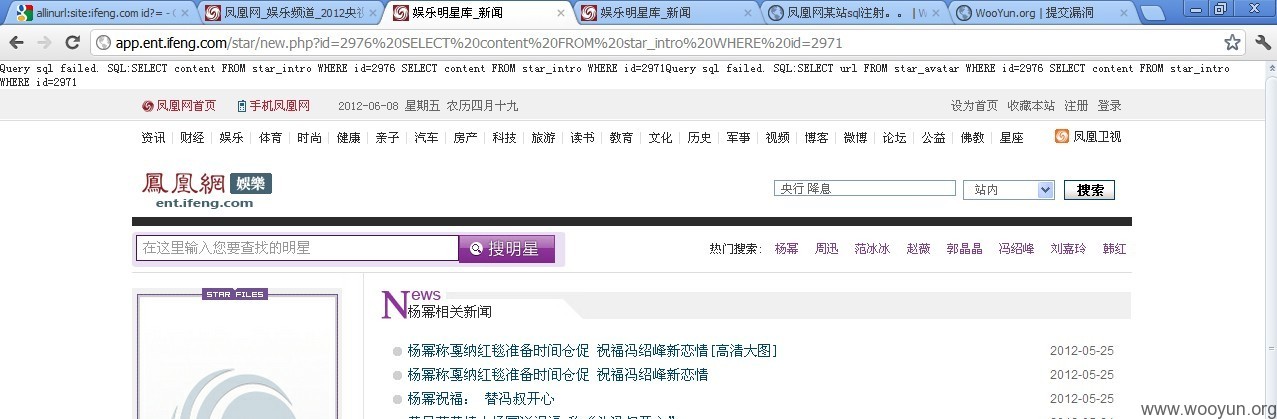 allinurl:site:ifeng.com id?= - G
凤凰网_娱乐频道_2012央视
娱乐明星库_新闻
娱乐明星库_新闻
凤凰网某站sql注射。。 | W
WooYun.org | 提交漏洞
app.ent.ifeng.com/star/new.php?id=2976%20SELECT%20content%20FROM%20star_intro%20WHERE%20id=2971
Query sql failed. SQL:SELECT content FROM star_intro WHERE id=2976 SELECT content FROM star_intro WHERE id=2971Query sql failed. SQL:SELECT url FROM star_avatar WHERE id=2976 SELECT content FROM star_intro
WHERE id=2971
凤凰网首页 手机凤凰网 2012-06-08 星期五 农历四月十九 设为首页 收藏本站 注册 登录
资讯 财经 娱乐 体育 时尚 健康 亲子 汽车 房产 科技 旅游 读书 教育 文化 历史 军事 视频 博客 微博 论坛 公益 佛教 星座 凤凰卫视
鳳凰網 娛樂
ent.ifeng.com
央行 降息 站内 搜索
在这里输入您要查找的明星 搜明星 热门搜索: 杨幂 周迅 范冰冰 赵薇 郭晶晶 冯绍峰 刘嘉玲 韩红
STAR FILES
News
杨幂相关新闻
杨幂称戛纳红毯准备时间仓促 祝福冯绍峰新恋情[高清大图] 2012-05-25
杨幂称戛纳红毯准备时间仓促 祝福冯绍峰新恋情 2012-05-25
杨幂祝福: 替冯叔开心 2012-05-25
www.wooyun.org